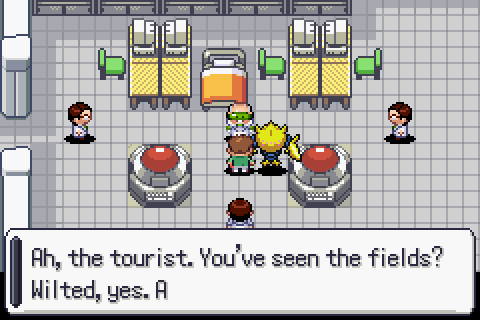 Ah, the tourist. You've seen the fields?
Wilted, yes. A